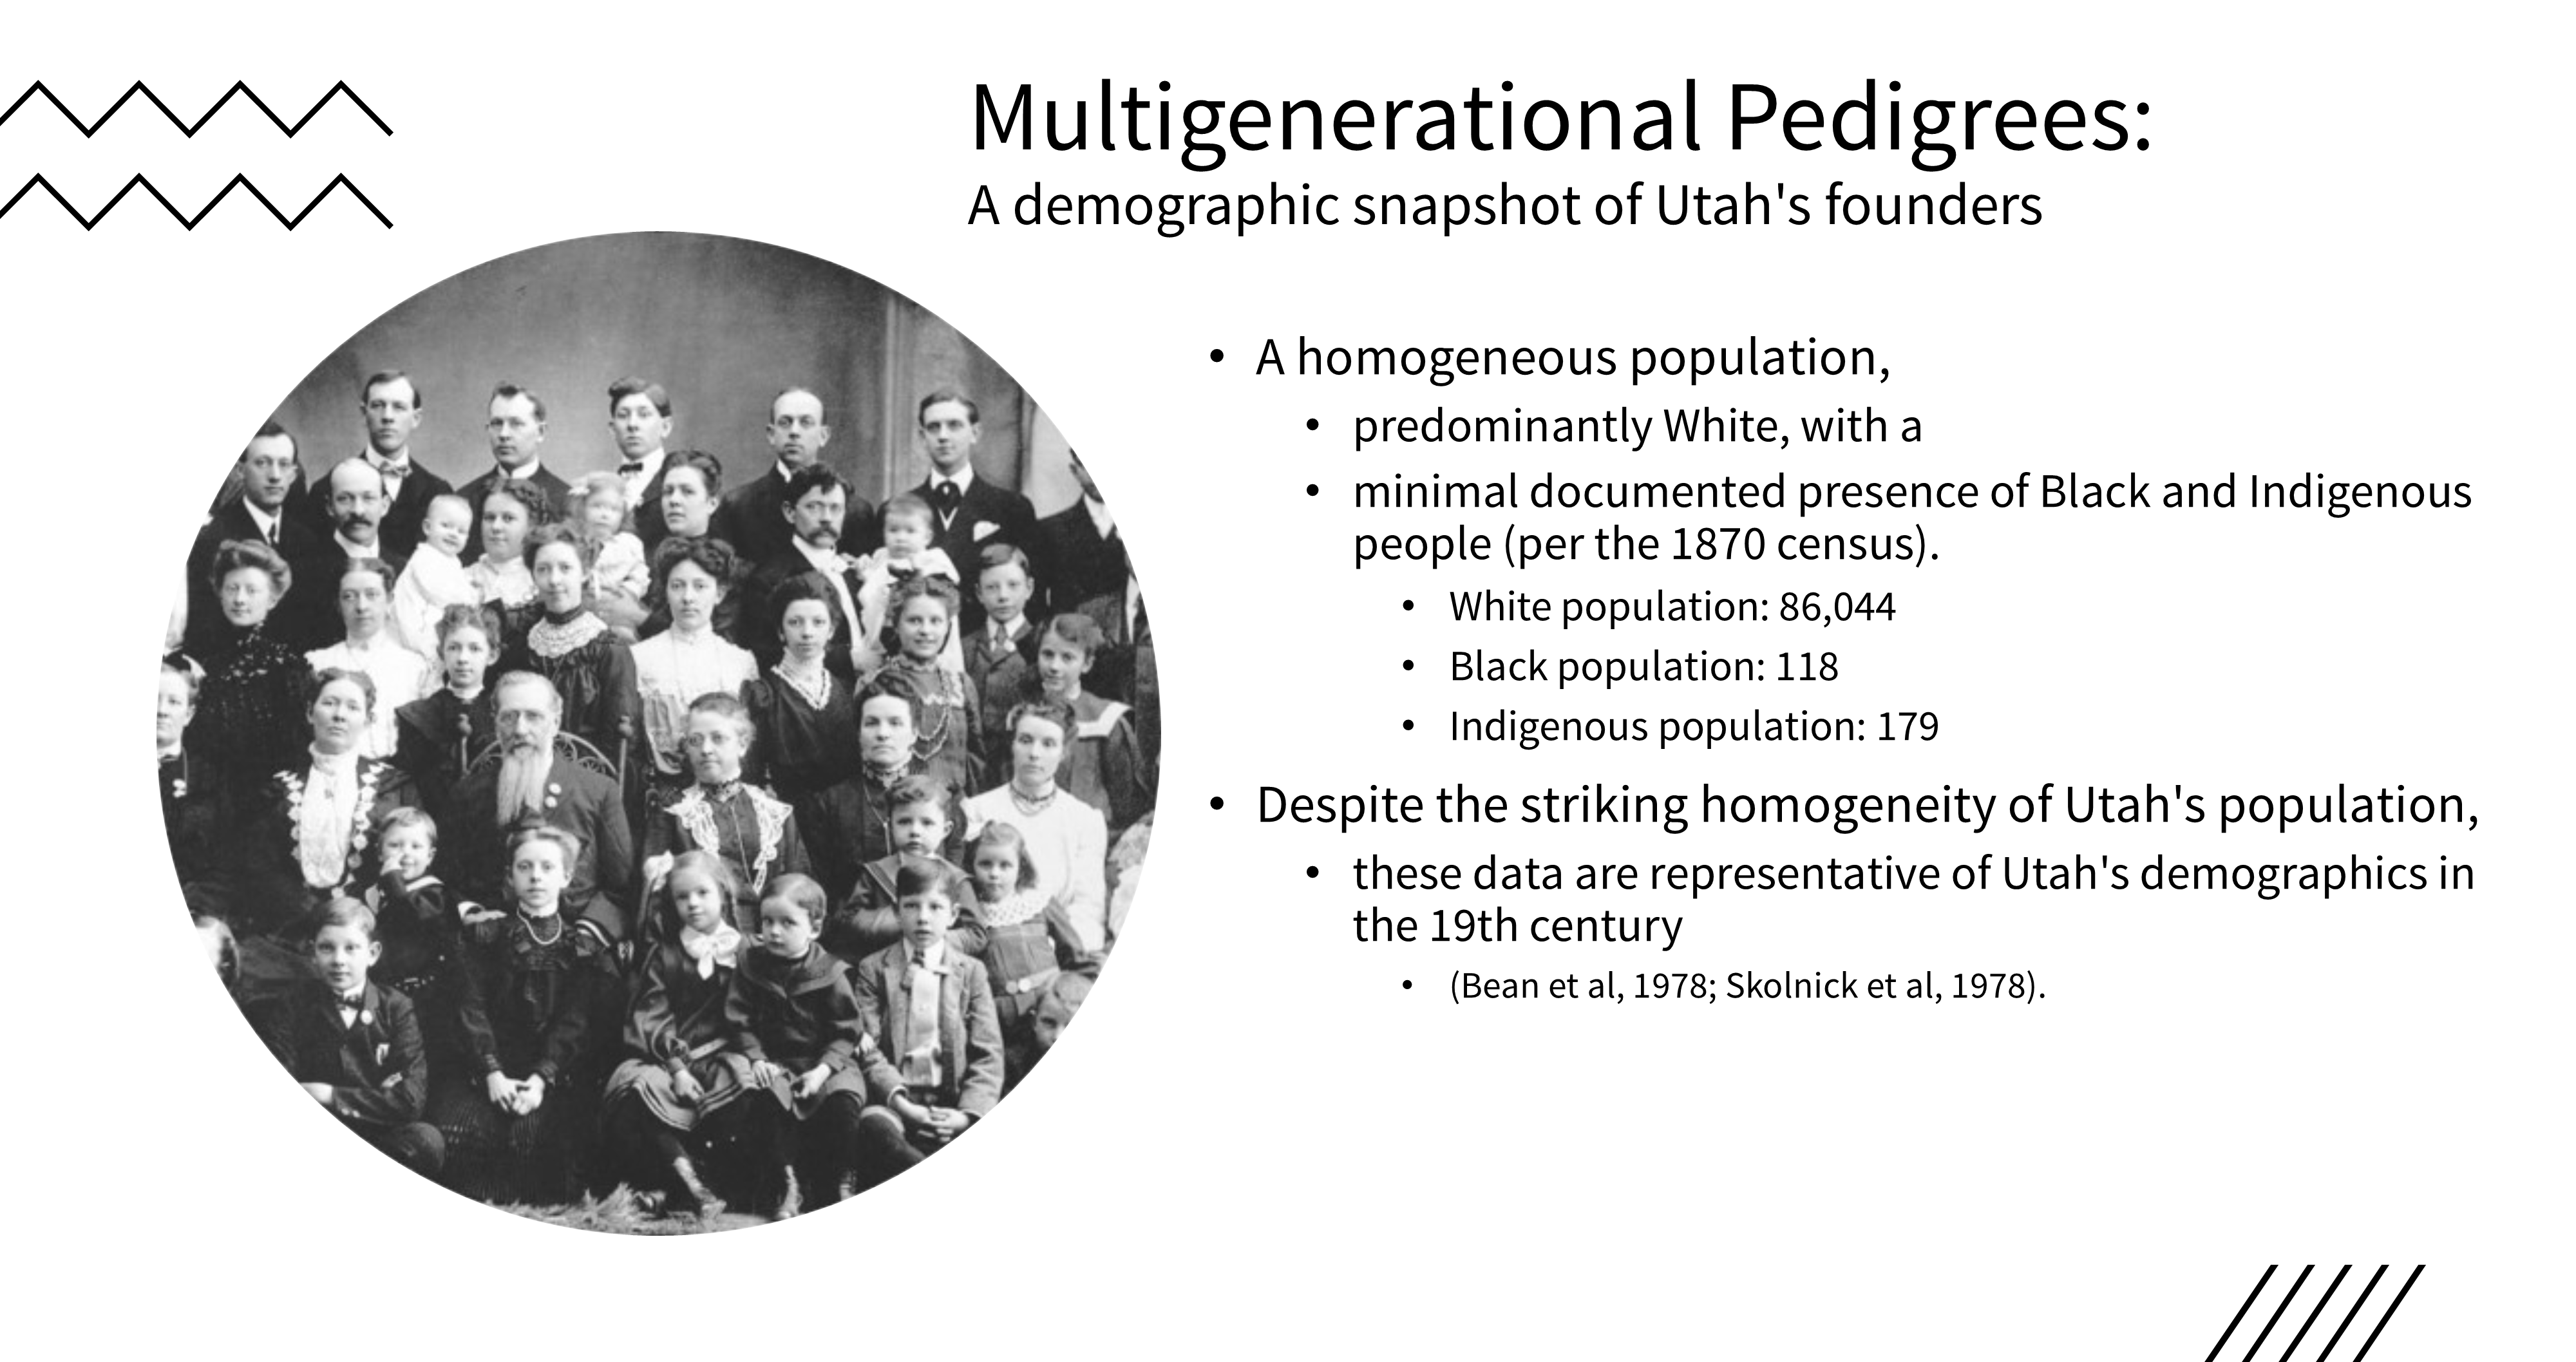 Multigenerational Pedigrees:
A demographic snapshot of Utah's founders
• A homogeneous population,
• predominantly White, with a
• minimal documented presence of Black and Indigenous
people (per the 1870 census).
• White population: 86,044
• Black population: 118
• Indigenous population: 179
• Despite the striking homogeneity of Utah's population,
• these data are representative of Utah's demographics in
the 19th century
• (Bean et al, 1978; Skolnick et al, 1978).